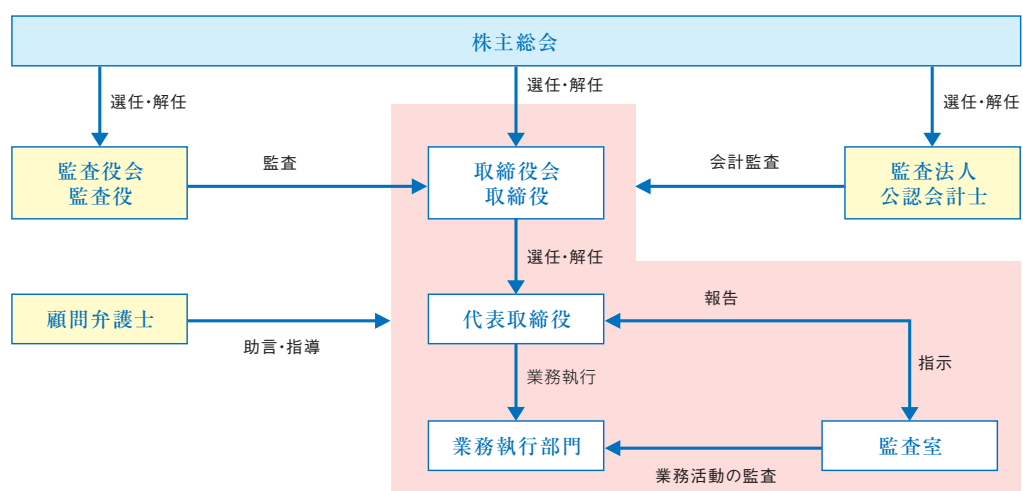 株主総会
選任・解任
選任・解任
選任・解任
監査役会
監査役
監査
取締役会
取締役
会計監査
監査法人
公認会計士
選任・解任
顧問弁護士
助言・指導
代表取締役
報告
指示
業務執行
業務執行部門
業務活動の監査
監査室